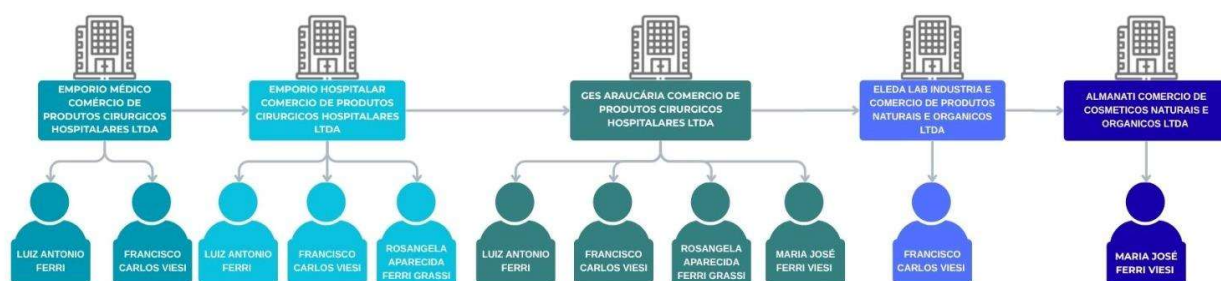 EMPORIO MÉDICO
COMÉRCIO DE
PRODUTOS CIRURGICOS
HOSPITALARES LTDA
EMPORIO HOSPITALAR
COMERCIO DE PRODUTOS
CIRURGICOS HOSPITALARES
LTDA
GES ARAUCÁRIA COMERCIO DE
PRODUTOS CIRURGICOS
HOSPITALARES LTDA
ELEDA LAB INDUSTRIA E
COMERCIO DE PRODUTOS
NATURAIS E ORGANICOS
LTDA
ALMANATI COMERCIO DE
COSMETICOS NATURAIS E
ORGANICOS LTDA
LUIZ ANTONIO
FERRI
FRANCISCO
CARLOS VIESI
LUIZ ANTONIO
FERRI
FRANCISCO
CARLOS VIESI
ROSANGELA
APARECIDA
FERRI GRASSI
LUIZ ANTONIO
FERRI
FRANCISCO
CARLOS VIESI
ROSANGELA
APARECIDA
FERRI GRASSI
MARIA JOSÉ
FERRI VIESI
FRANCISCO
CARLOS VIESI
MARIA JOSÉ
FERRI VIESI